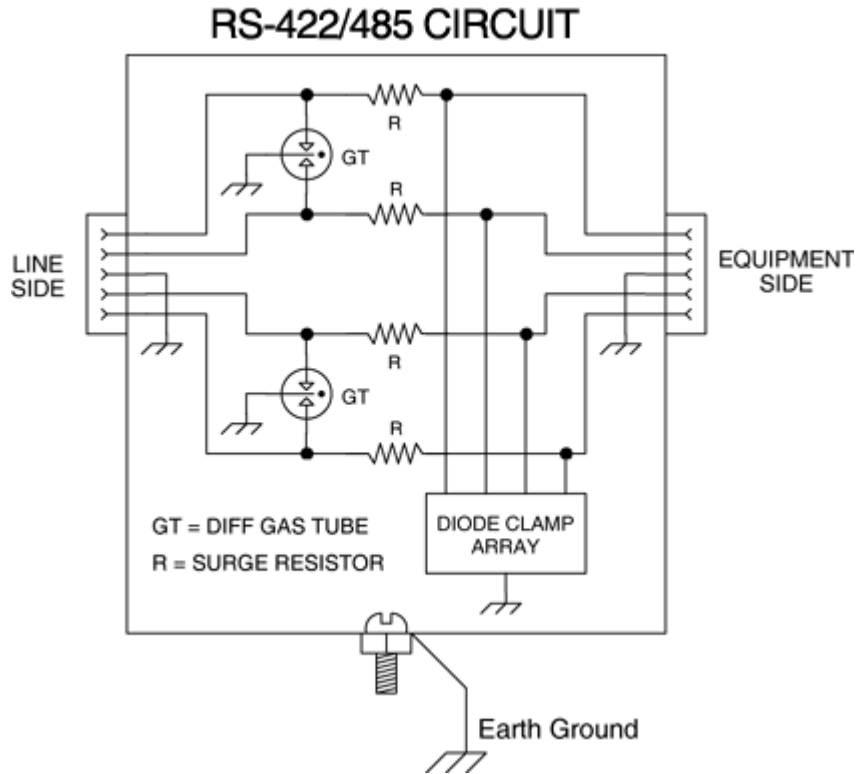 RS-422/485 CIRCUIT
R
GT
R
LINE
SIDE
EQUIPMENT
SIDE
R
GT
R
GT = DIFF GAS TUBE
R = SURGE RESISTOR
DIODE CLAMP
ARRAY
Earth Ground